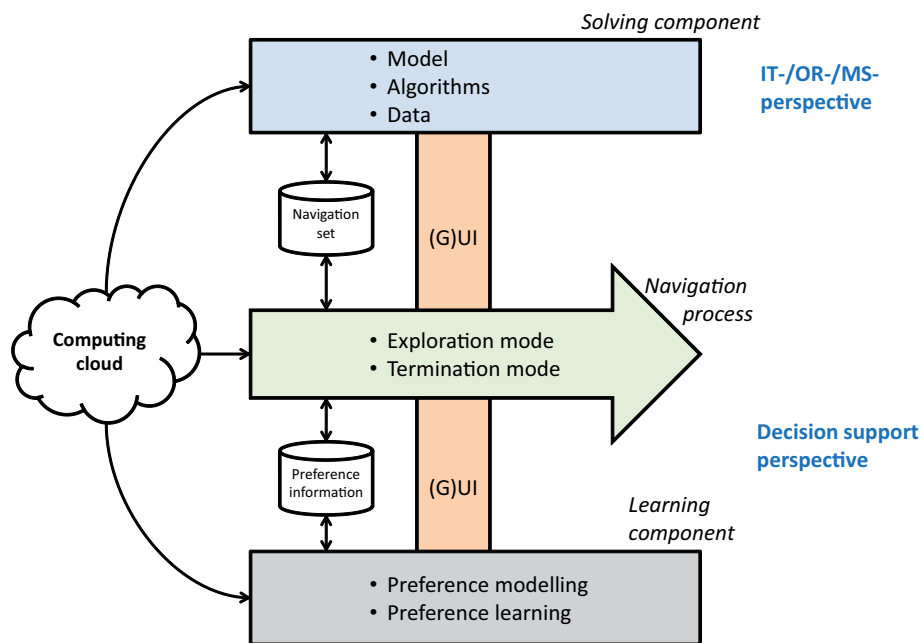 Solving component
• Model
• Algorithms
• Data
IT-/OR-/MS-
perspective
Navigation
set
(G)UI
Navigation
process
Computing
cloud
• Exploration mode
• Termination mode
Decision support
perspective
Preference
information
(G)UI
Learning
component
• Preference modelling
• Preference learning